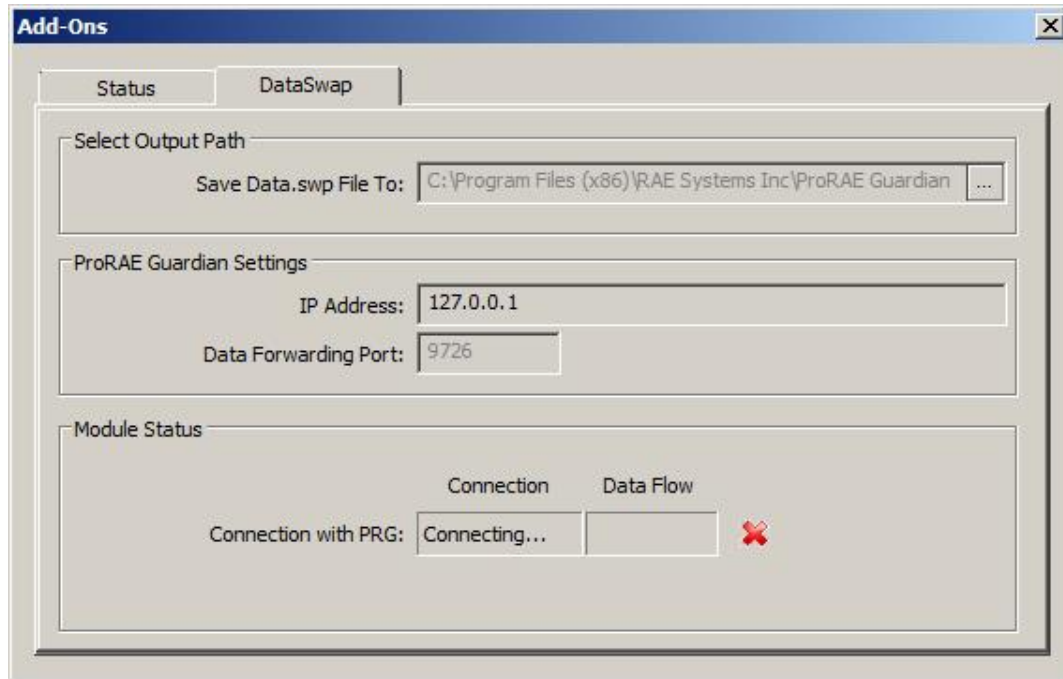 Add-Ons
Status DataSwap
Select Output Path
Save Data.swp File To: C:\Program Files (x86)\RAE Systems Inc\ProRAE Guardian ...
ProRAE Guardian Settings
IP Address: 127.0.0.1
Data Forwarding Port: 9726
Module Status
Connection Data Flow
Connection with PRG: Connecting...